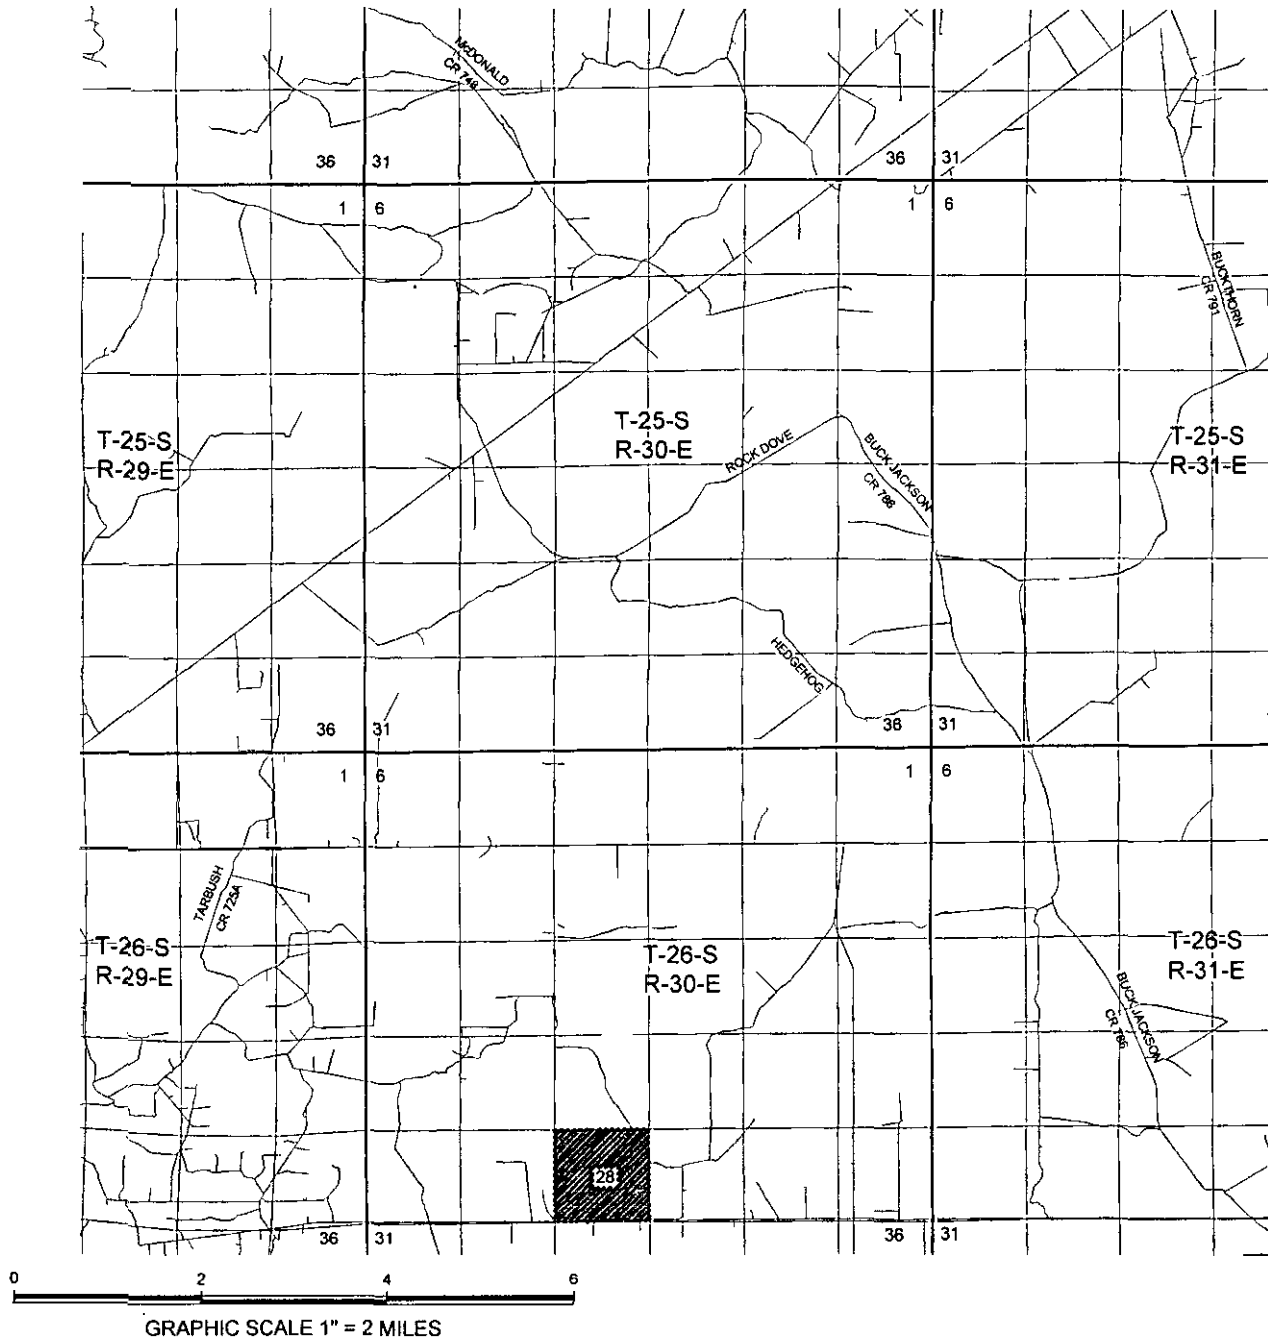 McDONALD
CR 748
36 31
36 31
1 6
1 6
BUCKTHORN
CR 791
T-25-S
R-29-E
T-25-S
R-30-E
T-25-S
R-31-E
ROCK DOVE
BUCK JACKSON
CR 786
HEDGEHOG
36 31
36 31
1 6
1 6
TARBUSH
CR 725A
T-26-S
R-29-E
T-26-S
R-30-E
T-26-S
R-31-E
BUCK JACKSON
CR 786
28
36 31
36 31
0 2 4 6
GRAPHIC SCALE 1" = 2 MILES